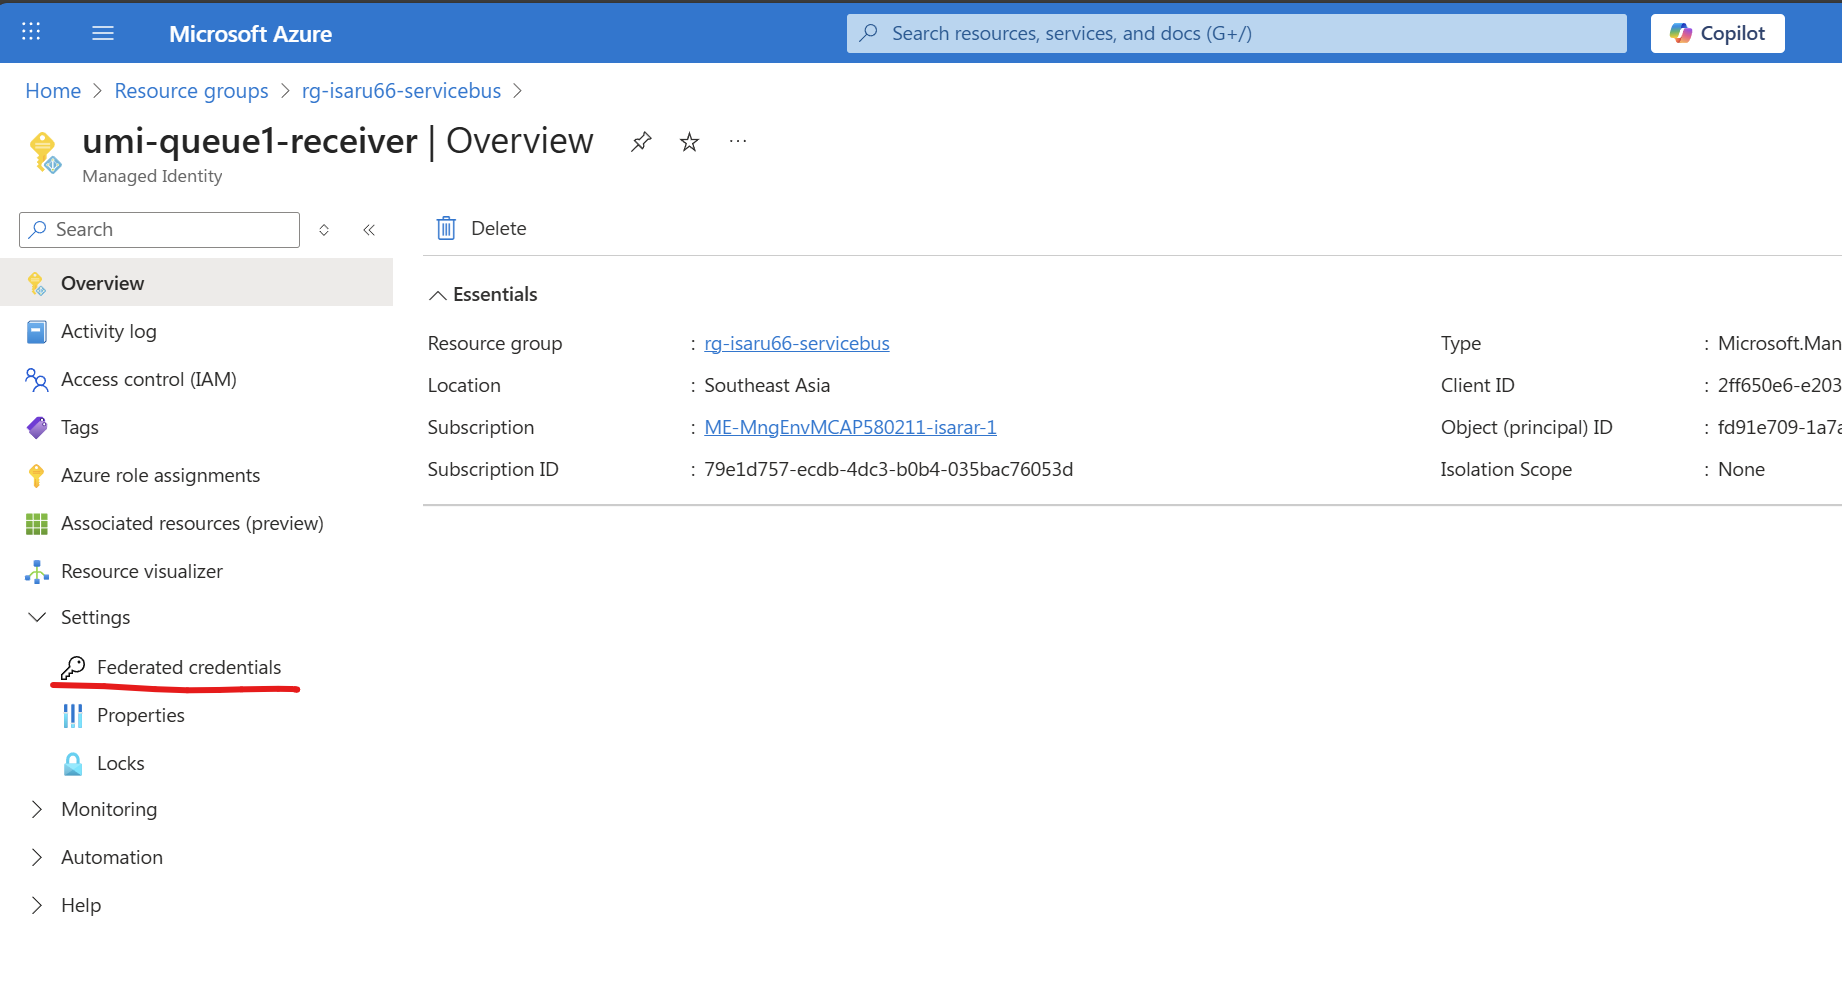 Microsoft Azure
Search resources, services, and docs (G+/)
Copilot
Home > Resource groups > rg-isaru66-servicebus >
umi-queue1-receiver | Overview
Managed Identity
Search
Delete
Overview
Activity log
Access control (IAM)
Tags
Azure role assignments
Associated resources (preview)
Resource visualizer
Settings
Federated credentials
Properties
Locks
Monitoring
Automation
Help
Essentials
Resource group : rg-isaru66-servicebus
Location : Southeast Asia
Subscription : ME-MngEnvMCAP580211-isarar-1
Subscription ID : 79e1d757-ecdb-4dc3-b0b4-035bac76053d
Type : Microsoft.Man
Client ID : 2ff650e6-e203
Object (principal) ID : fd91e709-1a7a
Isolation Scope : None